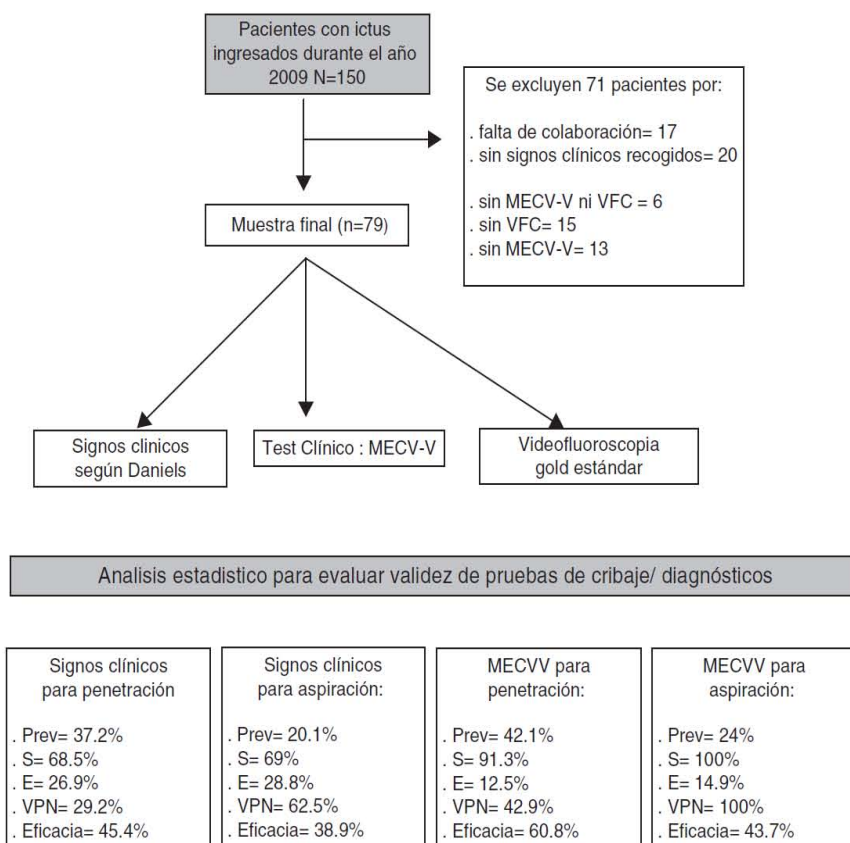 Pacientes con ictus
ingresados durante el año
2009 N=150
Se excluyen 71 pacientes por:
. falta de colaboración= 17
. sin signos clínicos recogidos= 20
. sin MECV-V ni VFC = 6
. sin VFC= 15
. sin MECV-V= 13
Muestra final (n=79)
Signos clinicos
según Daniels
Test Clínico : MECV-V
Videofluoroscopia
gold estándar
Analisis estadistico para evaluar validez de pruebas de cribaje/ diagnósticos
Signos clínicos
para penetración
. Prev= 37.2%
. S= 68.5%
. E= 26.9%
. VPN= 29.2%
. Eficacia= 45.4%
Signos clínicos
para aspiración:
. Prev= 20.1%
. S= 69%
. E= 28.8%
. VPN= 62.5%
. Eficacia= 38.9%
MECVV para
penetración:
. Prev= 42.1%
. S= 91.3%
. E= 12.5%
. VPN= 42.9%
. Eficacia= 60.8%
MECVV para
aspiración:
. Prev= 24%
. S= 100%
. E= 14.9%
. VPN= 100%
. Eficacia= 43.7%